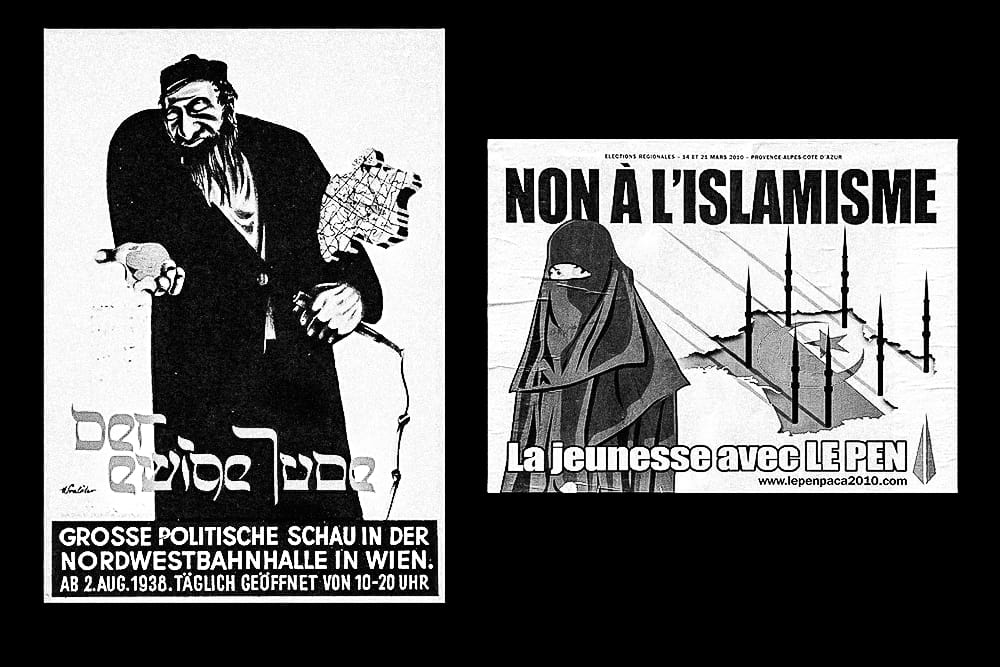 Der
ewige Jude
GROSSE POLITISCHE SCHAU IN DER
NORDWESTBAHNHALLE IN WIEN.
AB 2.AUG.1938.TÄGLICH GEÖFFNET VON 10-20 UHR
ELECTIONS REGIONALES - 14 ET 21 MARS 2010 - PROVENCE-ALPES-COTE D'AZUR
NON À L'ISLAMISME
La jeunesse avec LE PEN
www.lepenpaca2010.com